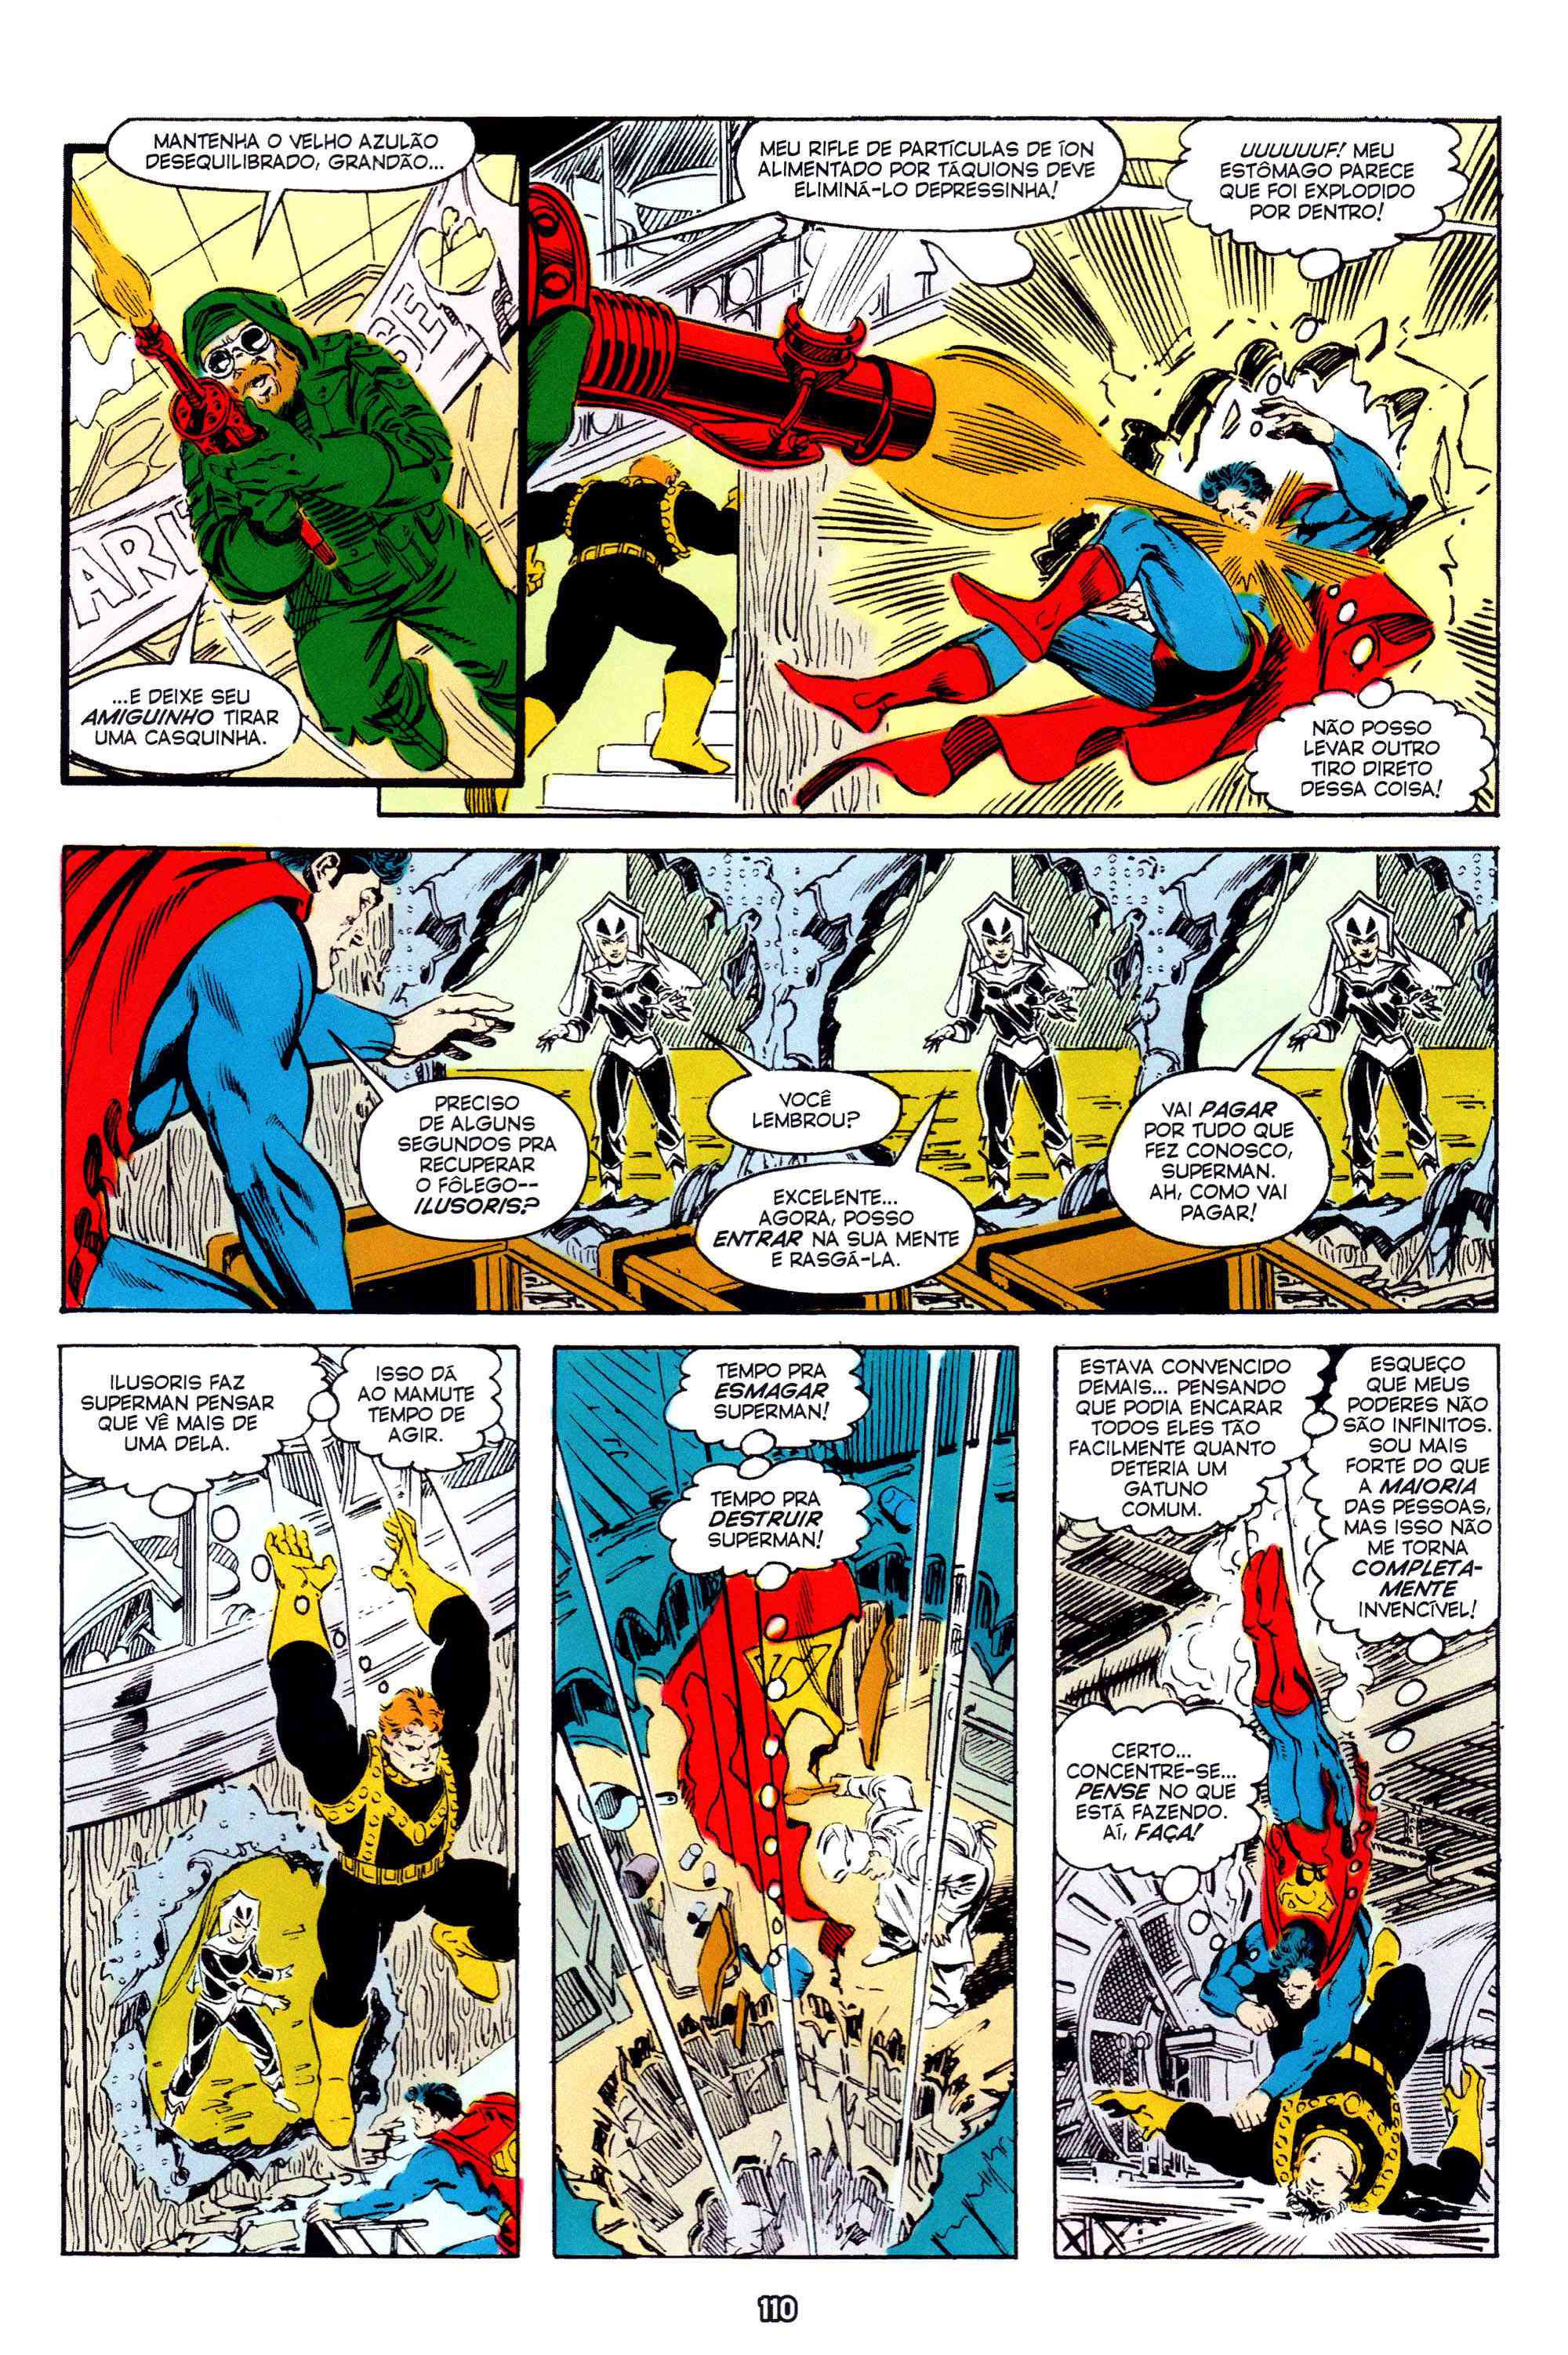 MANTENHA O VELHO AZULÃO
DESEQUILIBRADO, GRANDÃO...
...E DEIXE SEU
AMIGUINHO TIRAR
UMA CASQUINHA.
MEU RIFLE DE PARTÍCULAS DE ÍON
ALIMENTADO POR TÁQUIONS DEVE
ELIMINÁ-LO DEPRESSINHA!
UUUUUUF! MEU
ESTÔMAGO PARECE
QUE FOI EXPLODIDO
POR DENTRO!
NÃO POSSO
LEVAR OUTRO
TIRO DIRETO
DESSA COISA!
PRECISO
DE ALGUNS
SEGUNDOS PRA
RECUPERAR
O FÔLEGO--
ILUSORIS?
VOCÊ
LEMBROU?
EXCELENTE...
AGORA, POSSO
ENTRAR NA SUA MENTE
E RASGÁ-LA.
VAI PAGAR
POR TUDO QUE
FEZ CONOSCO,
SUPERMAN.
AH, COMO VAI
PAGAR!
ILUSORIS FAZ
SUPERMAN PENSAR
QUE VÊ MAIS DE
UMA DELA.
ISSO DÁ
AO MAMUTE
TEMPO DE
AGIR.
TEMPO PRA
ESMAGAR
SUPERMAN!
TEMPO PRA
DESTRUIR
SUPERMAN!
ESTAVA CONVENCIDO
DEMAIS... PENSANDO
QUE PODIA ENCARAR
TODOS ELES TÃO
FACILMENTE QUANTO
DETERIA UM
GATUNO
COMUM.
ESQUEÇO
QUE MEUS
PODERES NÃO
SÃO INFINITOS.
SOU MAIS
FORTE DO QUE
A MAIORIA
DAS PESSOAS,
MAS ISSO NÃO
ME TORNA
COMPLETA-
MENTE
INVENCÍVEL!
CERTO...
CONCENTRE-SE...
PENSE NO QUE
ESTÁ FAZENDO.
AÍ, FAÇA!
110